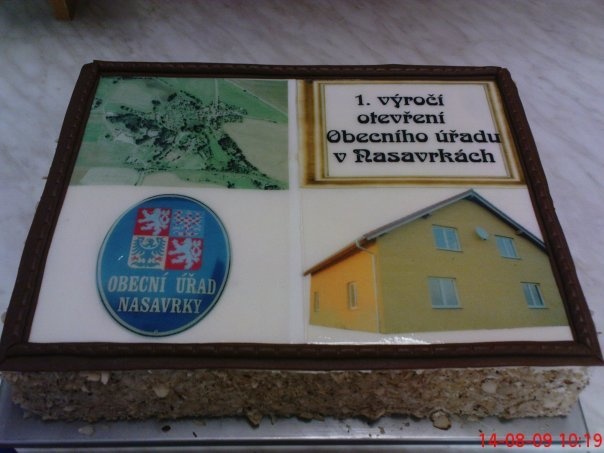 1. výročí
otevření
Obecního úřadu
v Nasavrkách
OBECNÍ ÚŘAD
NASAVRKY
14-08-09 10:19